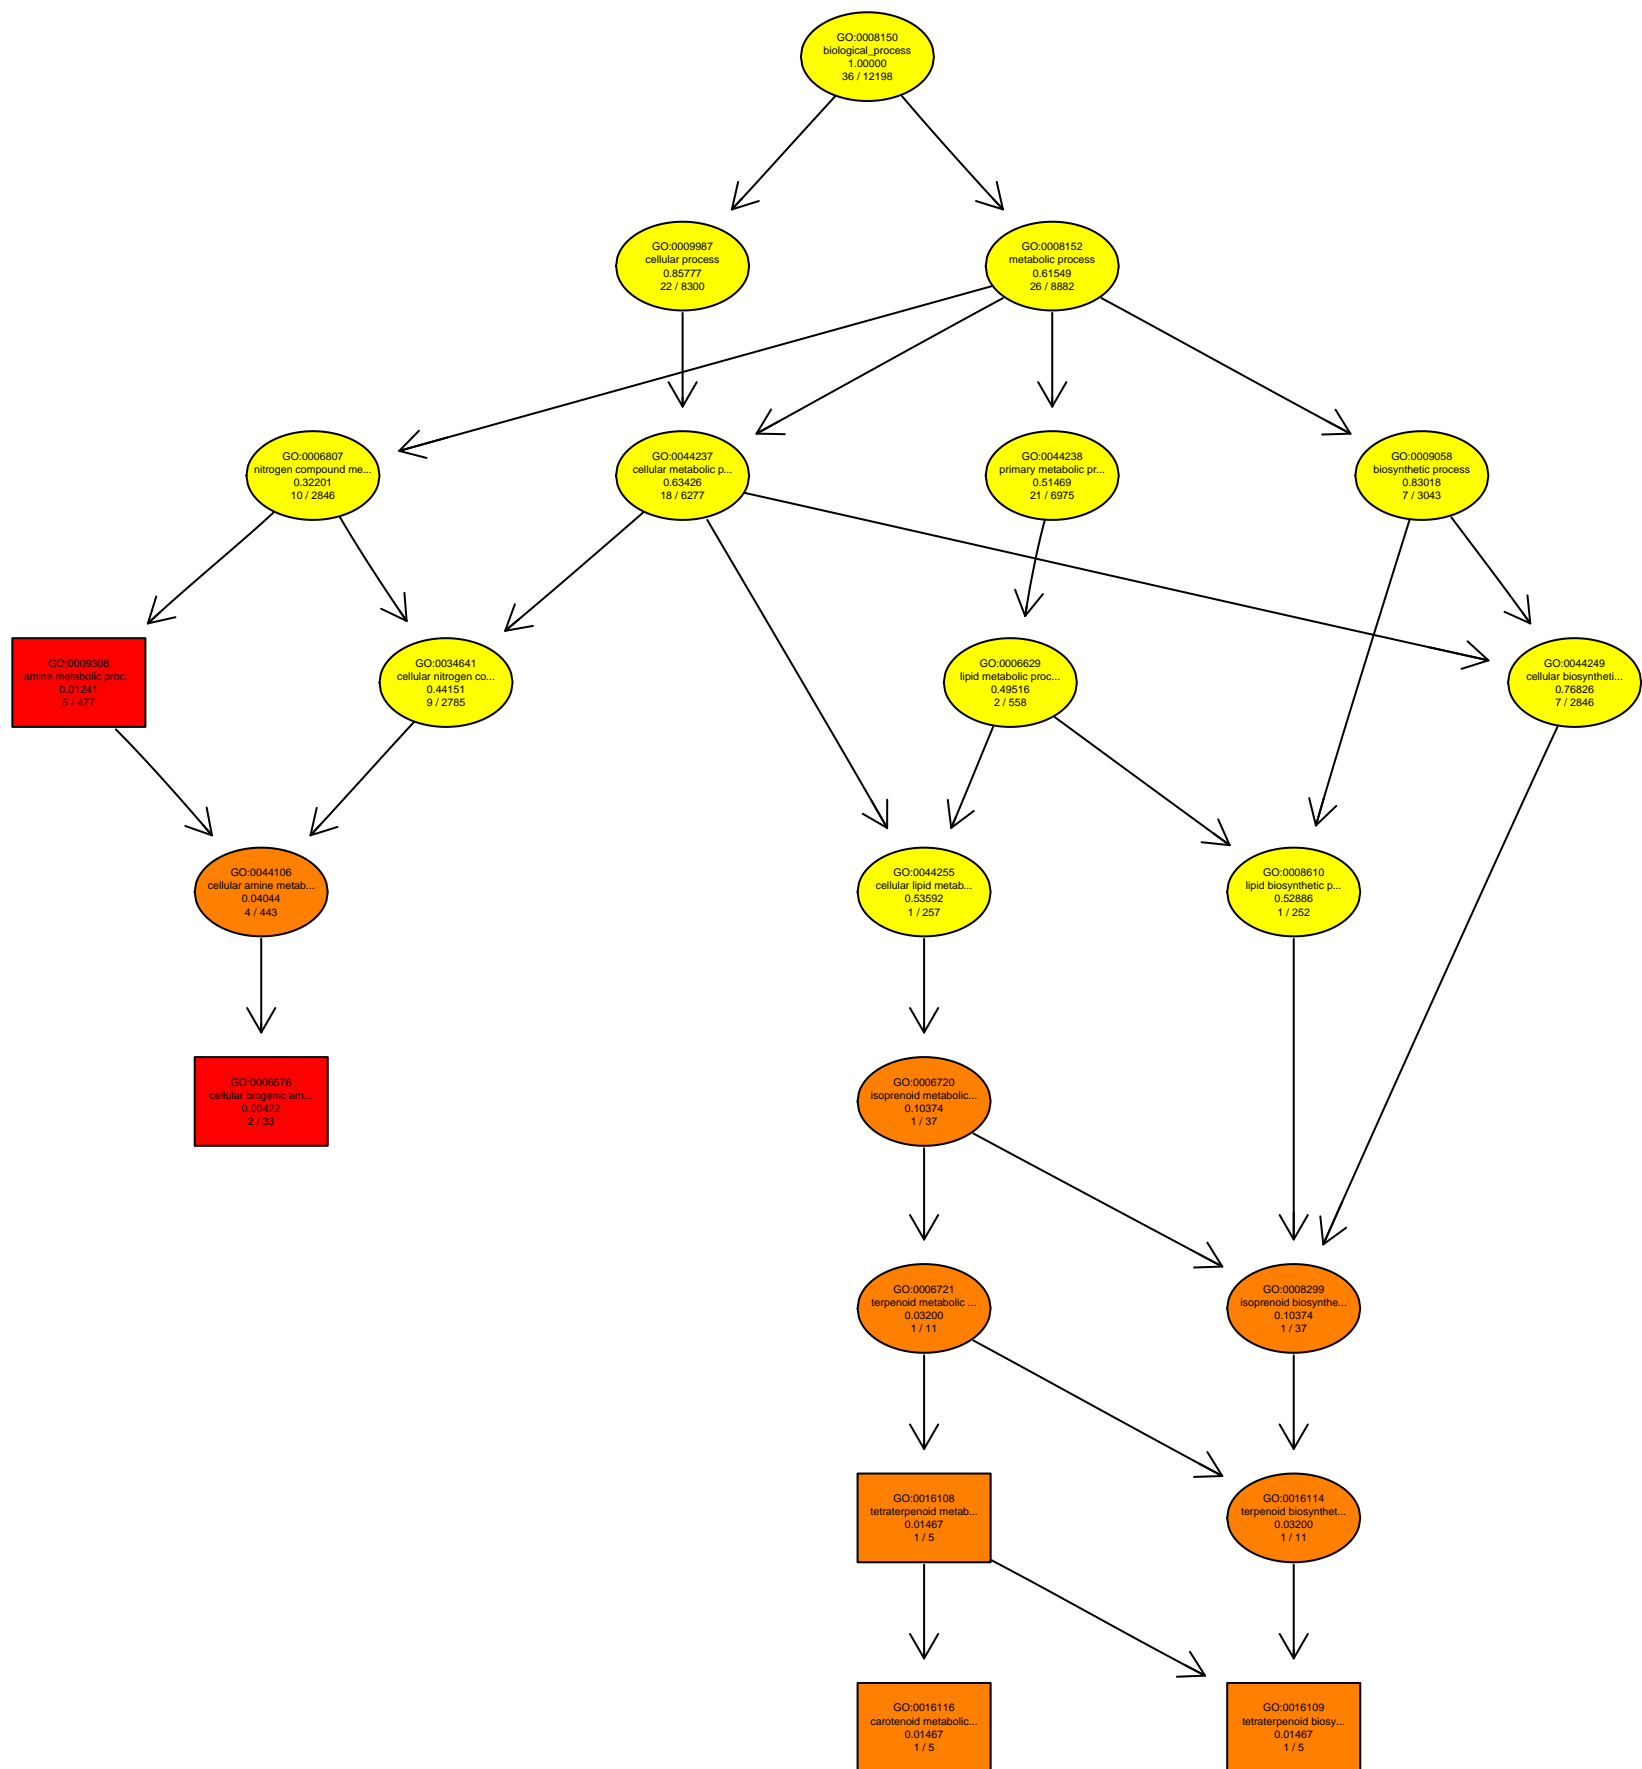 GO:0008150
biological_process
1.00000
36 / 12198
GO:0009987
cellular process
0.85777
22 / 8300
GO:0008152
metabolic process
0.61549
26 / 8882
GO:0006807
nitrogen compound me...
0.32201
10 / 2846
GO:0044237
cellular metabolic p...
0.63426
18 / 6277
GO:0044238
primary metabolic pr...
0.51469
21 / 6975
GO:0009058
biosynthetic process
0.83018
7 / 3043
GO:0009308
amine metabolic proc...
0.01241
5 / 477
GO:0034641
cellular nitrogen co...
0.44151
9 / 2785
GO:0006629
lipid metabolic proc...
0.49516
2 / 558
GO:0044249
cellular biosyntheti...
0.76826
7 / 2846
GO:0044106
cellular amine metab...
0.04044
4 / 443
GO:0044255
cellular lipid metab...
0.53592
1 / 257
GO:0008610
lipid biosynthetic p...
0.52886
1 / 252
GO:0006576
cellular biogenic am...
0.00422
2 / 33
GO:0006720
isoprenoid metabolic...
0.10374
1 / 37
GO:0006721
terpenoid metabolic ...
0.03200
1 / 11
GO:0008299
isoprenoid biosynthe...
0.10374
1 / 37
GO:0016108
tetraterpenoid metab...
0.01467
1 / 5
GO:0016114
terpenoid biosynthet...
0.03200
1 / 11
GO:0016116
carotenoid metabolic...
0.01467
1 / 5
GO:0016109
tetraterpenoid biosy...
0.01467
1 / 5